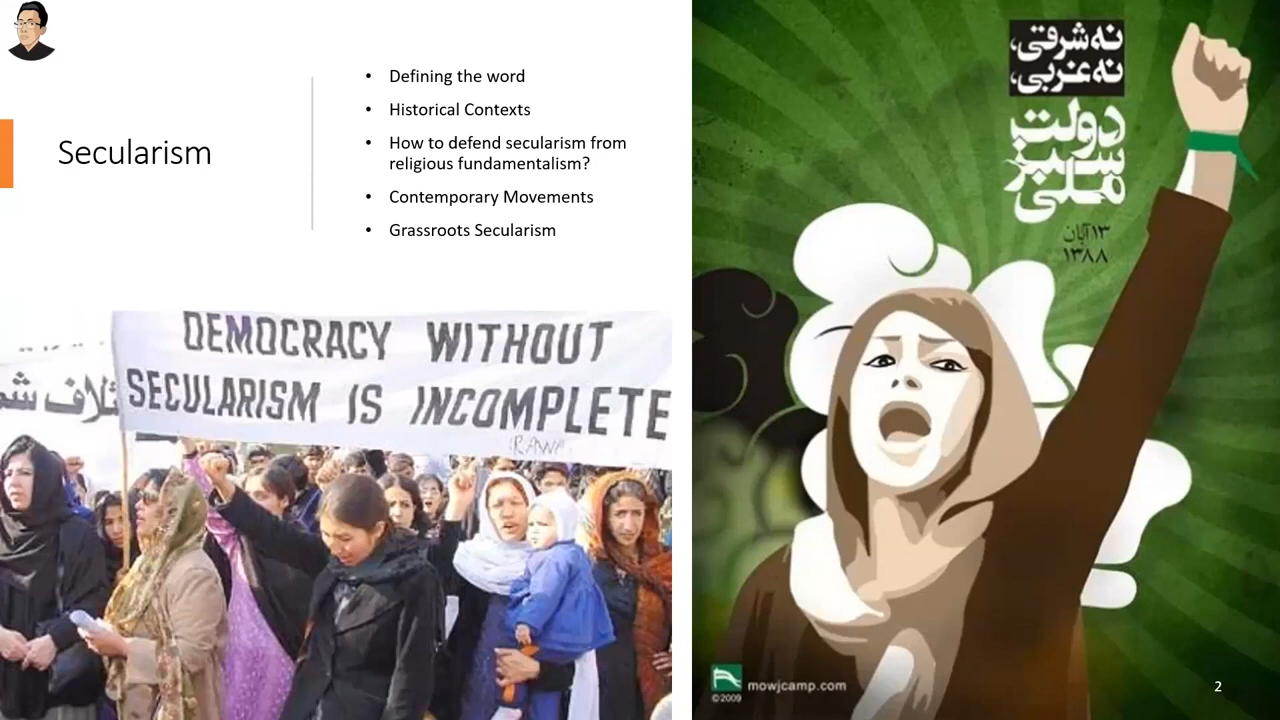 Secularism
• Defining the word
• Historical Contexts
• How to defend secularism from
religious fundamentalism?
• Contemporary Movements
• Grassroots Secularism
DEMOCRACY WITHOUT
SECULARISM IS INCOMPLETE
RAWA
نه شرقی،
نه غربی،
دولت
سبز
ملی
۱۳ آبان
۱۳۸۸
mowjcamp.com
©2009
2